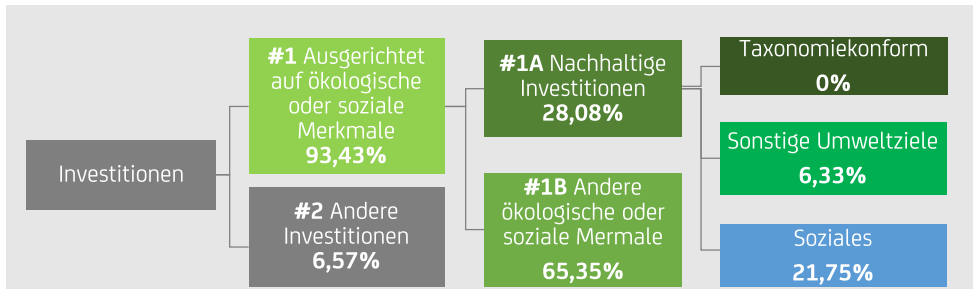 Investitionen
#1 Ausgerichtet
auf ökologische
oder soziale
Merkmale
93,43%
#2 Andere
Investitionen
6,57%
#1A Nachhaltige
Investitionen
28,08%
#1B Andere
ökologische oder
soziale Mermale
65,35%
Taxonomiekonform
0%
Sonstige Umweltziele
6,33%
Soziales
21,75%